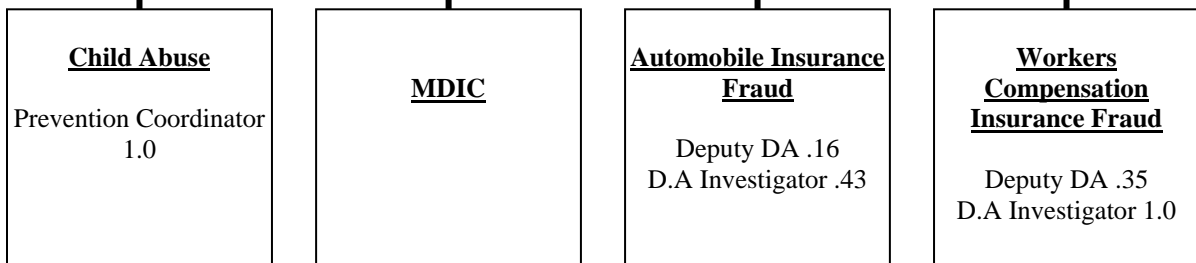 Child Abuse
Prevention Coordinator
1.0
MDIC
Automobile Insurance
Fraud
Deputy DA .16
D.A Investigator .43
Workers
Compensation
Insurance Fraud
Deputy DA .35
D.A Investigator 1.0